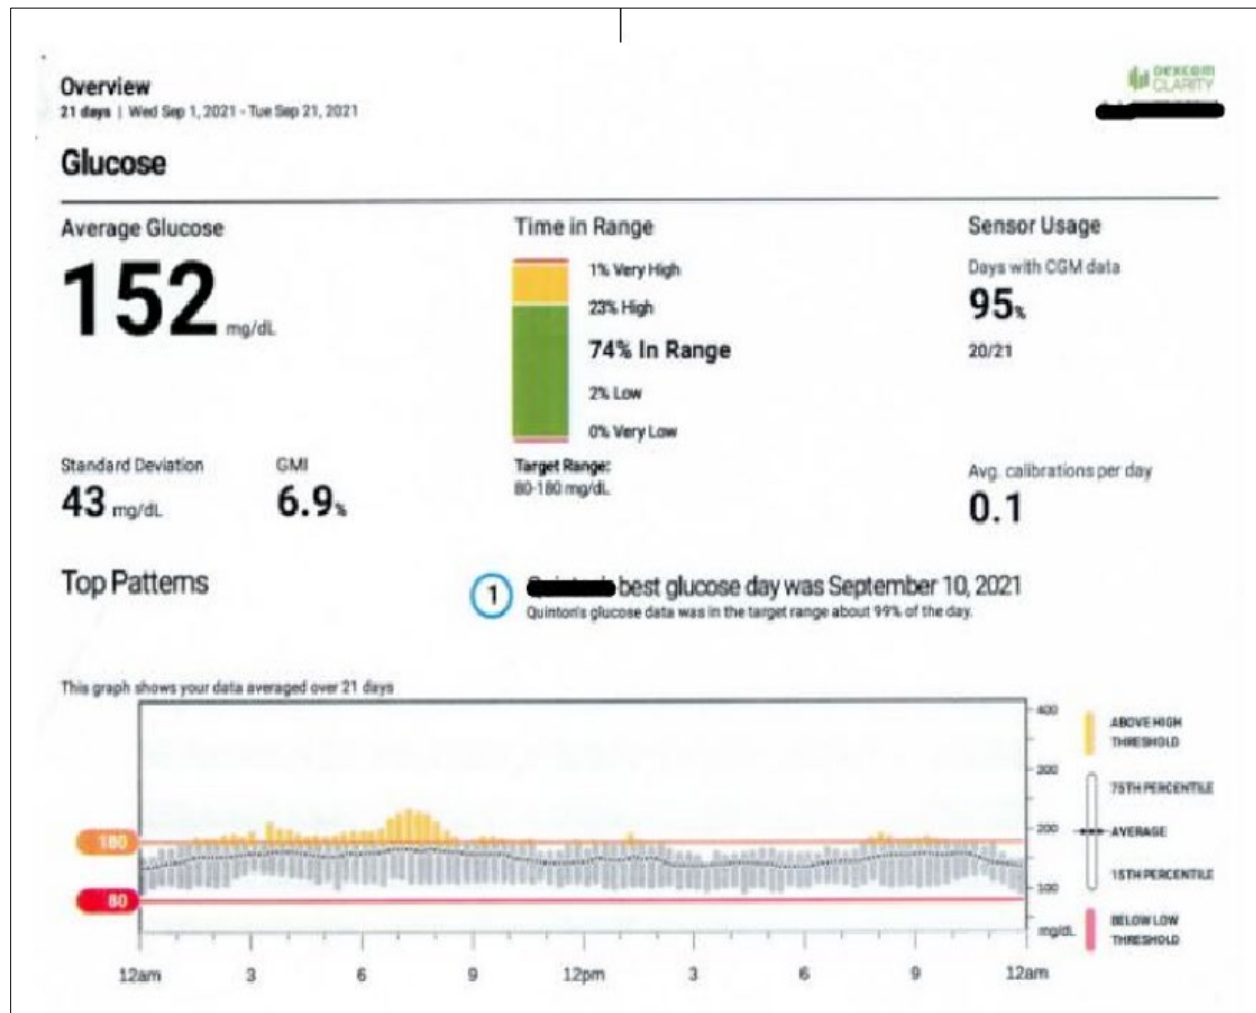 Overview
DEXCOM
CLARITY
21 days | Wed Sep 1, 2021 - Tue Sep 21, 2021
Glucose
Average Glucose
152 mg/dL
Standard Deviation
43 mg/dL
GMI
6.9%
Time in Range
1% Very High
23% High
74% In Range
2% Low
0% Very Low
Target Range:
80-180 mg/dL
Sensor Usage
Days with CGM data
95%
20/21
Avg. calibrations per day
0.1
Top Patterns
1
best glucose day was September 10, 2021
Quinton's glucose data was in the target range about 99% of the day.
This graph shows your data averaged over 21 days
400
300
200
100
mg/dL
180
80
12am 3 6 9 12pm 3 6 9 12am
ABOVE HIGH
THRESHOLD
75TH PERCENTILE
AVERAGE
15TH PERCENTILE
BELOW LOW
THRESHOLD